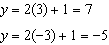 y = 2(3) + 1 = 7
y = 2(−3) + 1 = −5